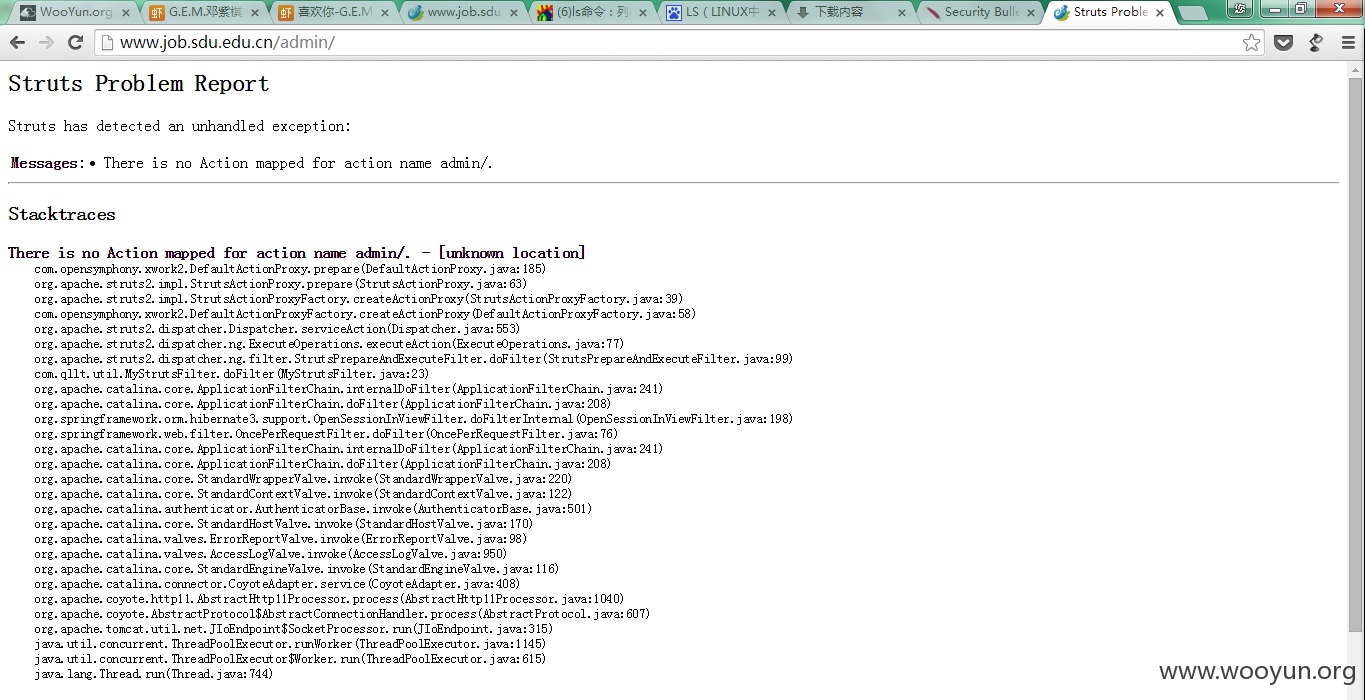 WooYun.org
G.E.M.邓紫棋
喜欢你-G.E.M
www.job.sdu
(6)ls命令：列
LS（LINUX中
下载内容
Security Bulle
Struts Proble
您
www.job.sdu.edu.cn/admin/
Struts Problem Report
Struts has detected an unhandled exception:
Messages: • There is no Action mapped for action name admin/.
Stacktraces
There is no Action mapped for action name admin/. - [unknown location]
com.opensymphony.xwork2.DefaultActionProxy.prepare(DefaultActionProxy.java:185)
org.apache.struts2.impl.StrutsActionProxy.prepare(StrutsActionProxy.java:63)
org.apache.struts2.impl.StrutsActionProxyFactory.createActionProxy(StrutsActionProxyFactory.java:39)
com.opensymphony.xwork2.DefaultActionProxyFactory.createActionProxy(DefaultActionProxyFactory.java:58)
org.apache.struts2.dispatcher.Dispatcher.serviceAction(Dispatcher.java:553)
org.apache.struts2.dispatcher.ng.ExecuteOperations.executeAction(ExecuteOperations.java:77)
org.apache.struts2.dispatcher.ng.filter.StrutsPrepareAndExecuteFilter.doFilter(StrutsPrepareAndExecuteFilter.java:99)
com.qllt.util.MyStrutsFilter.doFilter(MyStrutsFilter.java:23)
org.apache.catalina.core.ApplicationFilterChain.internalDoFilter(ApplicationFilterChain.java:241)
org.apache.catalina.core.ApplicationFilterChain.doFilter(ApplicationFilterChain.java:208)
org.springframework.orm.hibernate3.support.OpenSessionInViewFilter.doFilterInternal(OpenSessionInViewFilter.java:198)
org.springframework.web.filter.OncePerRequestFilter.doFilter(OncePerRequestFilter.java:76)
org.apache.catalina.core.ApplicationFilterChain.internalDoFilter(ApplicationFilterChain.java:241)
org.apache.catalina.core.ApplicationFilterChain.doFilter(ApplicationFilterChain.java:208)
org.apache.catalina.core.StandardWrapperValve.invoke(StandardWrapperValve.java:220)
org.apache.catalina.core.StandardContextValve.invoke(StandardContextValve.java:122)
org.apache.catalina.authenticator.AuthenticatorBase.invoke(AuthenticatorBase.java:501)
org.apache.catalina.core.StandardHostValve.invoke(StandardHostValve.java:170)
org.apache.catalina.valves.ErrorReportValve.invoke(ErrorReportValve.java:98)
org.apache.catalina.valves.AccessLogValve.invoke(AccessLogValve.java:950)
org.apache.catalina.core.StandardEngineValve.invoke(StandardEngineValve.java:116)
org.apache.catalina.connector.CoyoteAdapter.service(CoyoteAdapter.java:408)
org.apache.coyote.http11.AbstractHttp11Processor.process(AbstractHttp11Processor.java:1040)
org.apache.coyote.AbstractProtocol$AbstractConnectionHandler.process(AbstractProtocol.java:607)
org.apache.tomcat.util.net.JIoEndpoint$SocketProcessor.run(JIoEndpoint.java:315)
java.util.concurrent.ThreadPoolExecutor.runWorker(ThreadPoolExecutor.java:1145)
java.util.concurrent.ThreadPoolExecutor$Worker.run(ThreadPoolExecutor.java:615)
java.lang.Thread.run(Thread.java:744)
www.wooyun.org